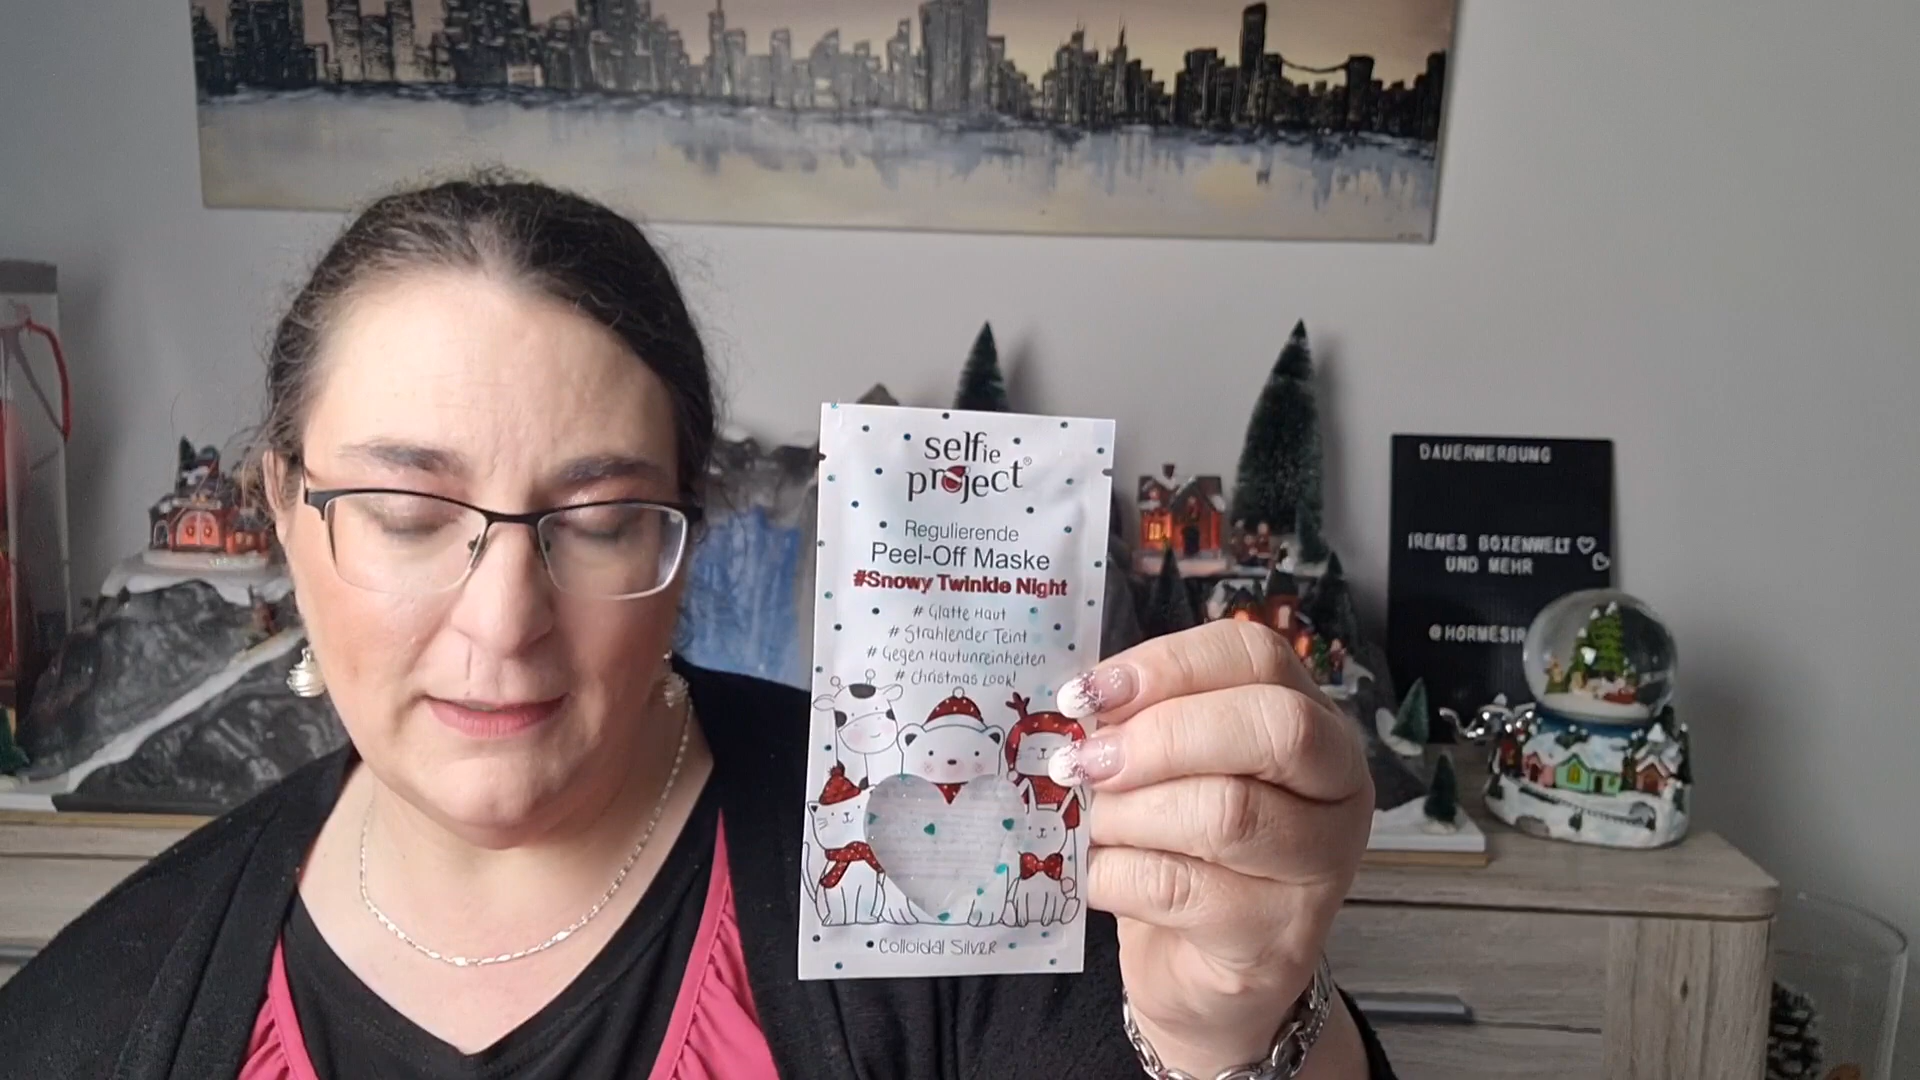 selfie
project®
Regulierende
Peel-Off Maske
#Snowy Twinkle Night
# Glatte Haut
# Strahlender Teint
# Gegen Hautunreinheiten
# Christmas Look!
Colloidal Silver
DAUERWERBUNG
IRENES BOXENWELT
UND MEHR